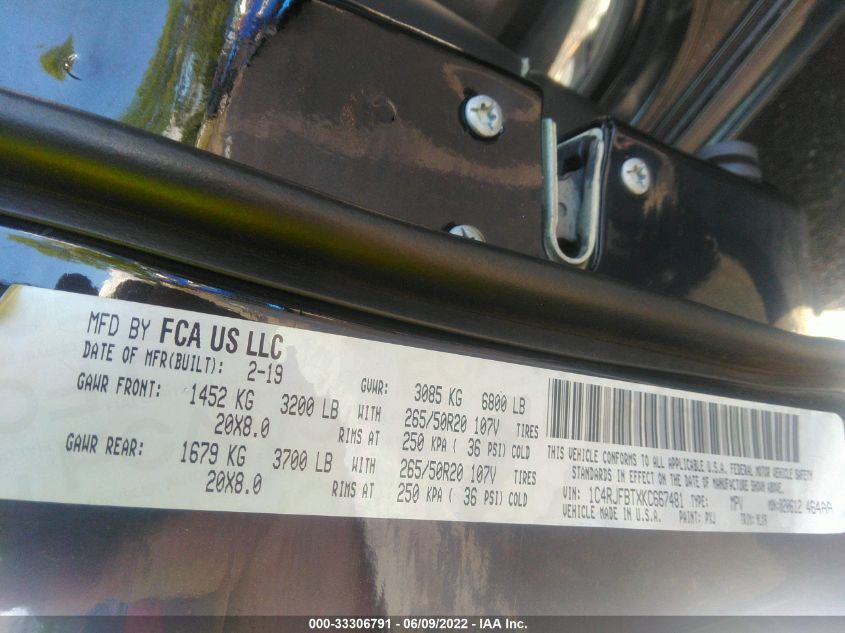 MFD BY FCA US LLC
DATE OF MFR(BUILT): 2-19
GAWR FRONT: 1452 KG 3200 LB WITH 265/50R20 107V TIRES
20X8.0 RIMS AT 250 KPA ( 36 PSI) COLD
GAWR REAR: 1679 KG 3700 LB WITH 265/50R20 107V TIRES
20X8.0 RIMS AT 250 KPA ( 36 PSI) COLD
GVWR: 3085 KG 6800 LB
THIS VEHICLE CONFORMS TO ALL APPLICABLE U.S.A. FEDERAL MOTOR VEHICLE SAFETY
STANDARDS IN EFFECT ON THE DATE OF MANUFACTURE SHOWN ABOVE.
VIN: 1C4RJFBTXKC667481 TYPE: MPV MDH:020612 464AA
VEHICLE MADE IN U.S.A. PAINT: PXJ TRIM:
000-33306791 - 06/09/2022 - IAA Inc.